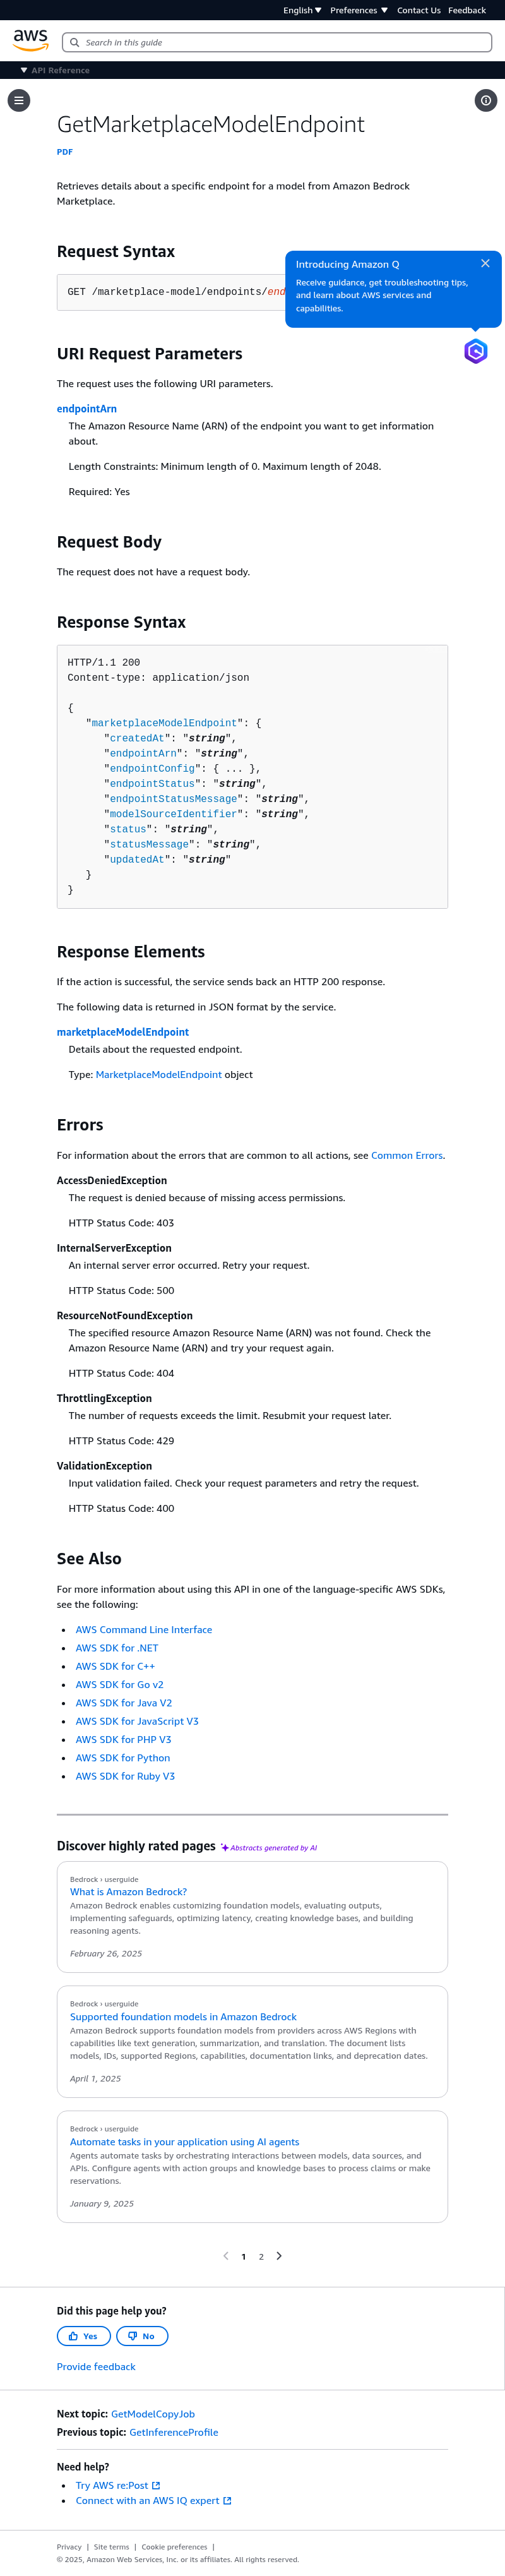 English
Preferences
Contact Us
Feedback
aws
Search in this guide
API Reference
GetMarketplaceModelEndpoint
PDF
Retrieves details about a specific endpoint for a model from Amazon Bedrock
Marketplace.
Request Syntax
GET /marketplace-model/endpoints/end
Introducing Amazon Q
Receive guidance, get troubleshooting tips,
and learn about AWS services and
capabilities.
URI Request Parameters
The request uses the following URI parameters.
endpointArn
The Amazon Resource Name (ARN) of the endpoint you want to get information
about.
Length Constraints: Minimum length of 0. Maximum length of 2048.
Required: Yes
Request Body
The request does not have a request body.
Response Syntax
HTTP/1.1 200
Content-type: application/json
{
"marketplaceModelEndpoint": {
"createdAt": "string",
"endpointArn": "string",
"endpointConfig": { ... },
"endpointStatus": "string",
"endpointStatusMessage": "string",
"modelSourceIdentifier": "string",
"status": "string",
"statusMessage": "string",
"updatedAt": "string"
}
}
Response Elements
If the action is successful, the service sends back an HTTP 200 response.
The following data is returned in JSON format by the service.
marketplaceModelEndpoint
Details about the requested endpoint.
Type: MarketplaceModelEndpoint object
Errors
For information about the errors that are common to all actions, see Common Errors.
AccessDeniedException
The request is denied because of missing access permissions.
HTTP Status Code: 403
InternalServerException
An internal server error occurred. Retry your request.
HTTP Status Code: 500
ResourceNotFoundException
The specified resource Amazon Resource Name (ARN) was not found. Check the
Amazon Resource Name (ARN) and try your request again.
HTTP Status Code: 404
ThrottlingException
The number of requests exceeds the limit. Resubmit your request later.
HTTP Status Code: 429
ValidationException
Input validation failed. Check your request parameters and retry the request.
HTTP Status Code: 400
See Also
For more information about using this API in one of the language-specific AWS SDKs,
see the following:
• AWS Command Line Interface
• AWS SDK for .NET
• AWS SDK for C++
• AWS SDK for Go v2
• AWS SDK for Java V2
• AWS SDK for JavaScript V3
• AWS SDK for PHP V3
• AWS SDK for Python
• AWS SDK for Ruby V3
Discover highly rated pages Abstracts generated by AI
Bedrock › userguide
What is Amazon Bedrock?
Amazon Bedrock enables customizing foundation models, evaluating outputs,
implementing safeguards, optimizing latency, creating knowledge bases, and building
reasoning agents.
February 26, 2025
Bedrock › userguide
Supported foundation models in Amazon Bedrock
Amazon Bedrock supports foundation models from providers across AWS Regions with
capabilities like text generation, summarization, and translation. The document lists
models, IDs, supported Regions, capabilities, documentation links, and deprecation dates.
April 1, 2025
Bedrock › userguide
Automate tasks in your application using AI agents
Agents automate tasks by orchestrating interactions between models, data sources, and
APIs. Configure agents with action groups and knowledge bases to process claims or make
reservations.
January 9, 2025
1 2
Did this page help you?
Yes
No
Provide feedback
Next topic: GetModelCopyJob
Previous topic: GetInferenceProfile
Need help?
• Try AWS re:Post
• Connect with an AWS IQ expert
Privacy | Site terms | Cookie preferences |
© 2025, Amazon Web Services, Inc. or its affiliates. All rights reserved.